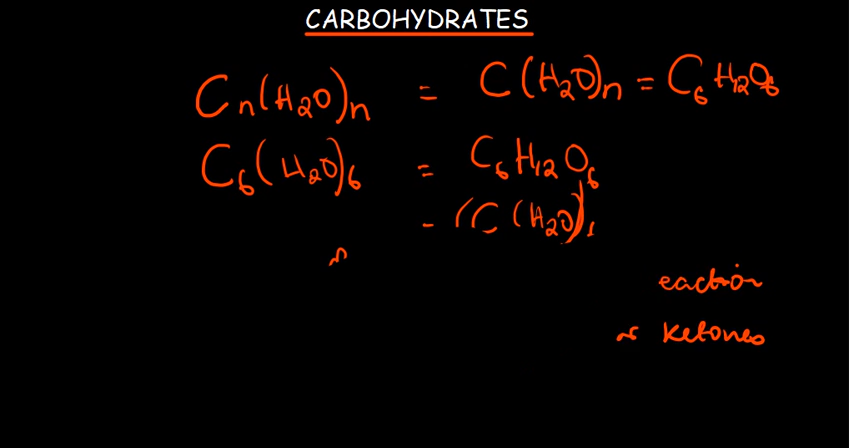 CARBOHYDRATES
Cn(H2O)n = C(H2O)n = C6H12O6
C6(H2O)6 = C6H12O6
- (C(H2O))
eaction
ketones